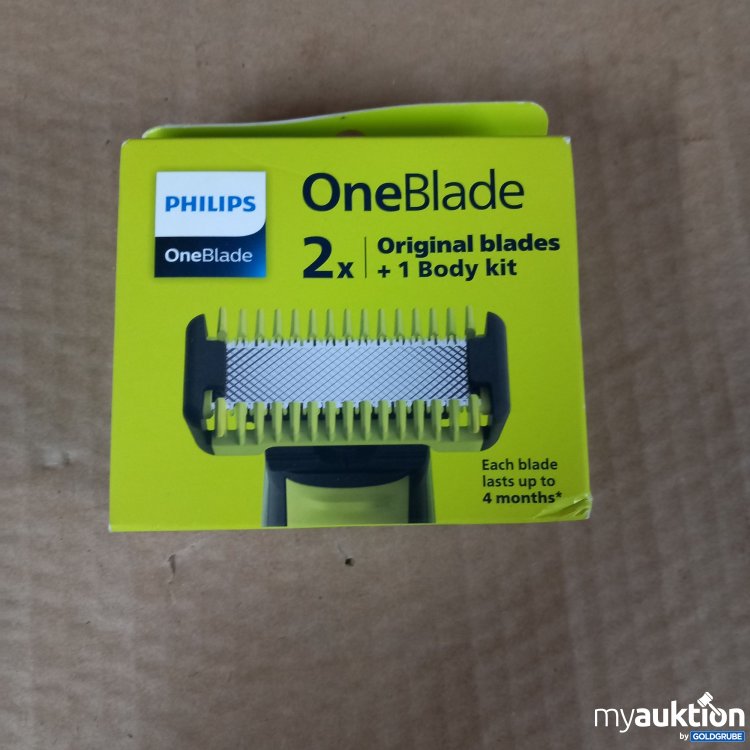 PHILIPS
OneBlade
OneBlade
2x
Original blades
+ 1 Body kit
Each blade
lasts up to
4 months*
myauktion
by GOLDGRUBE